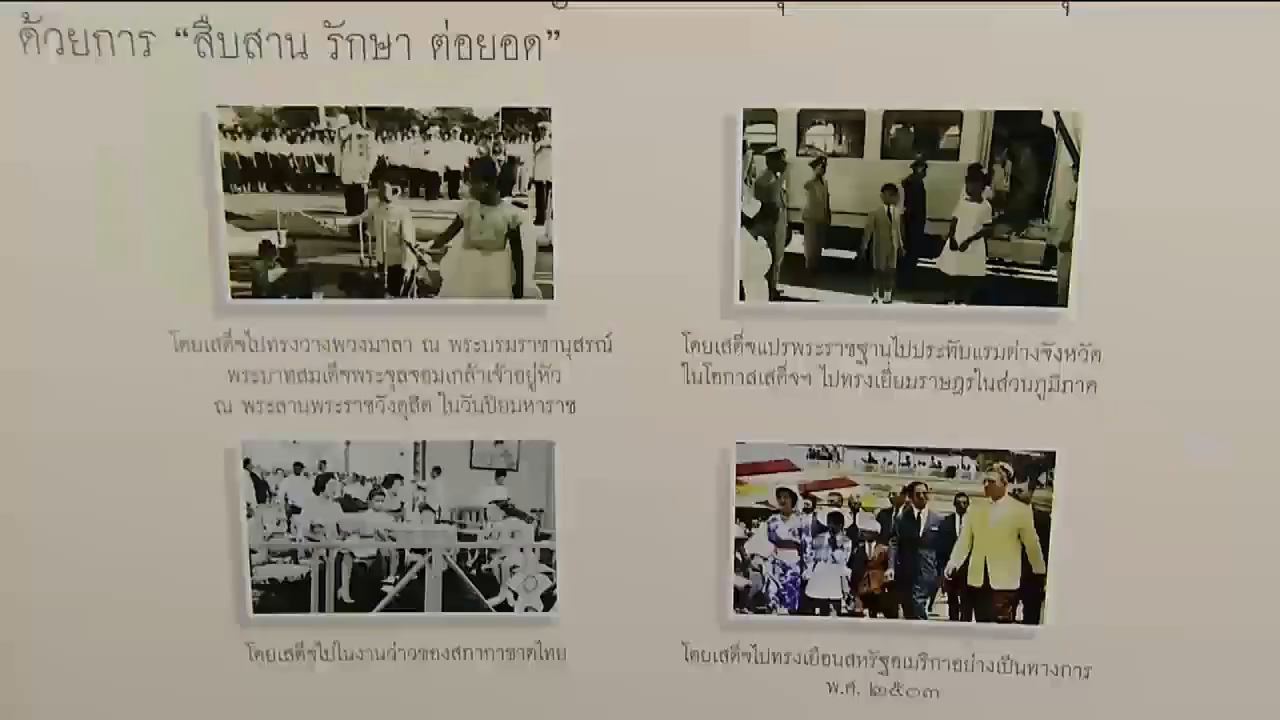 ด้วยการ “สืบสาน รักษา ต่อยอด”
โดยเสด็จไปทรงวางพวงมาลา ณ พระบรมราชานุสรณ์
พระบาทสมเด็จพระจุลจอมเกล้าเจ้าอยู่หัว
ณ พระลานพระราชวังดุสิต ในวันปิยมหาราช
โดยเสด็จแปรพระราชฐานไปประทับแรมต่างจังหวัด
ในโอกาสเสด็จฯ ไปทรงเยี่ยมราษฎรในส่วนภูมิภาค
โดยเสด็จไปในงานว่าวของสภากาชาดไทย
โดยเสด็จไปทรงเยือนสหรัฐอเมริกาอย่างเป็นทางการ
พ.ศ. ๒๕๐๓